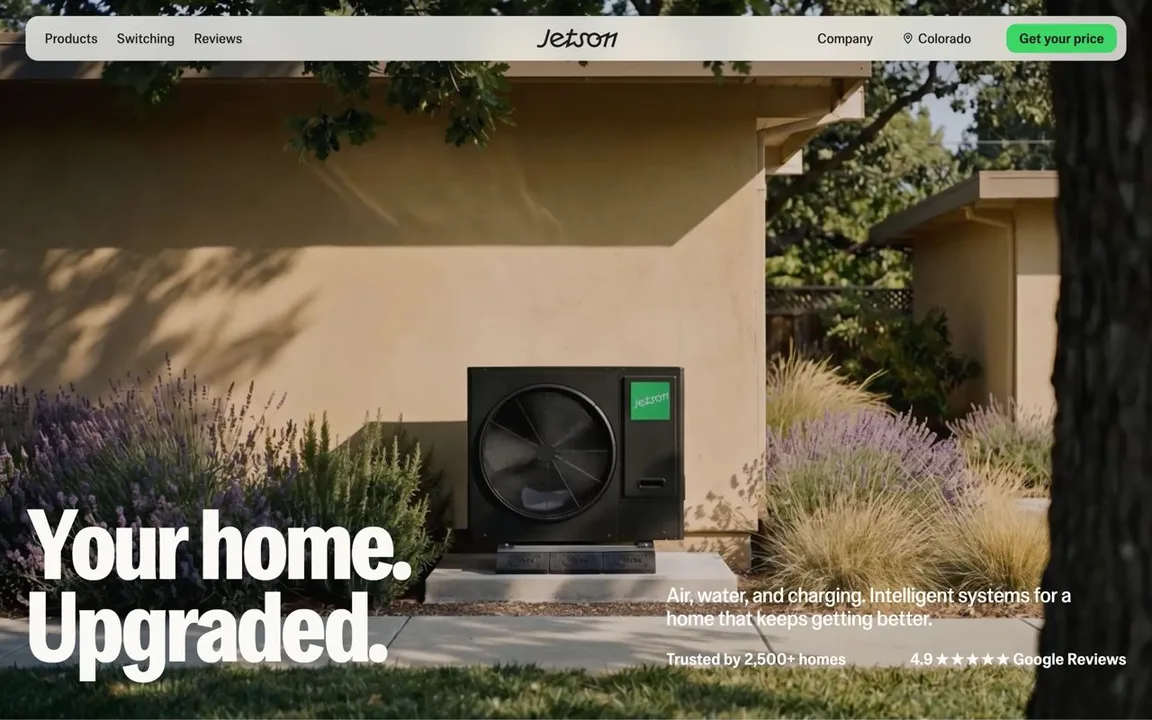 Products Switching Reviews Jetson Company Colorado Get your price
Jetson
Your home.
Upgraded.
Air, water, and charging. Intelligent systems for a
home that keeps getting better.
Trusted by 2,500+ homes 4.9 ★★★★★ Google Reviews